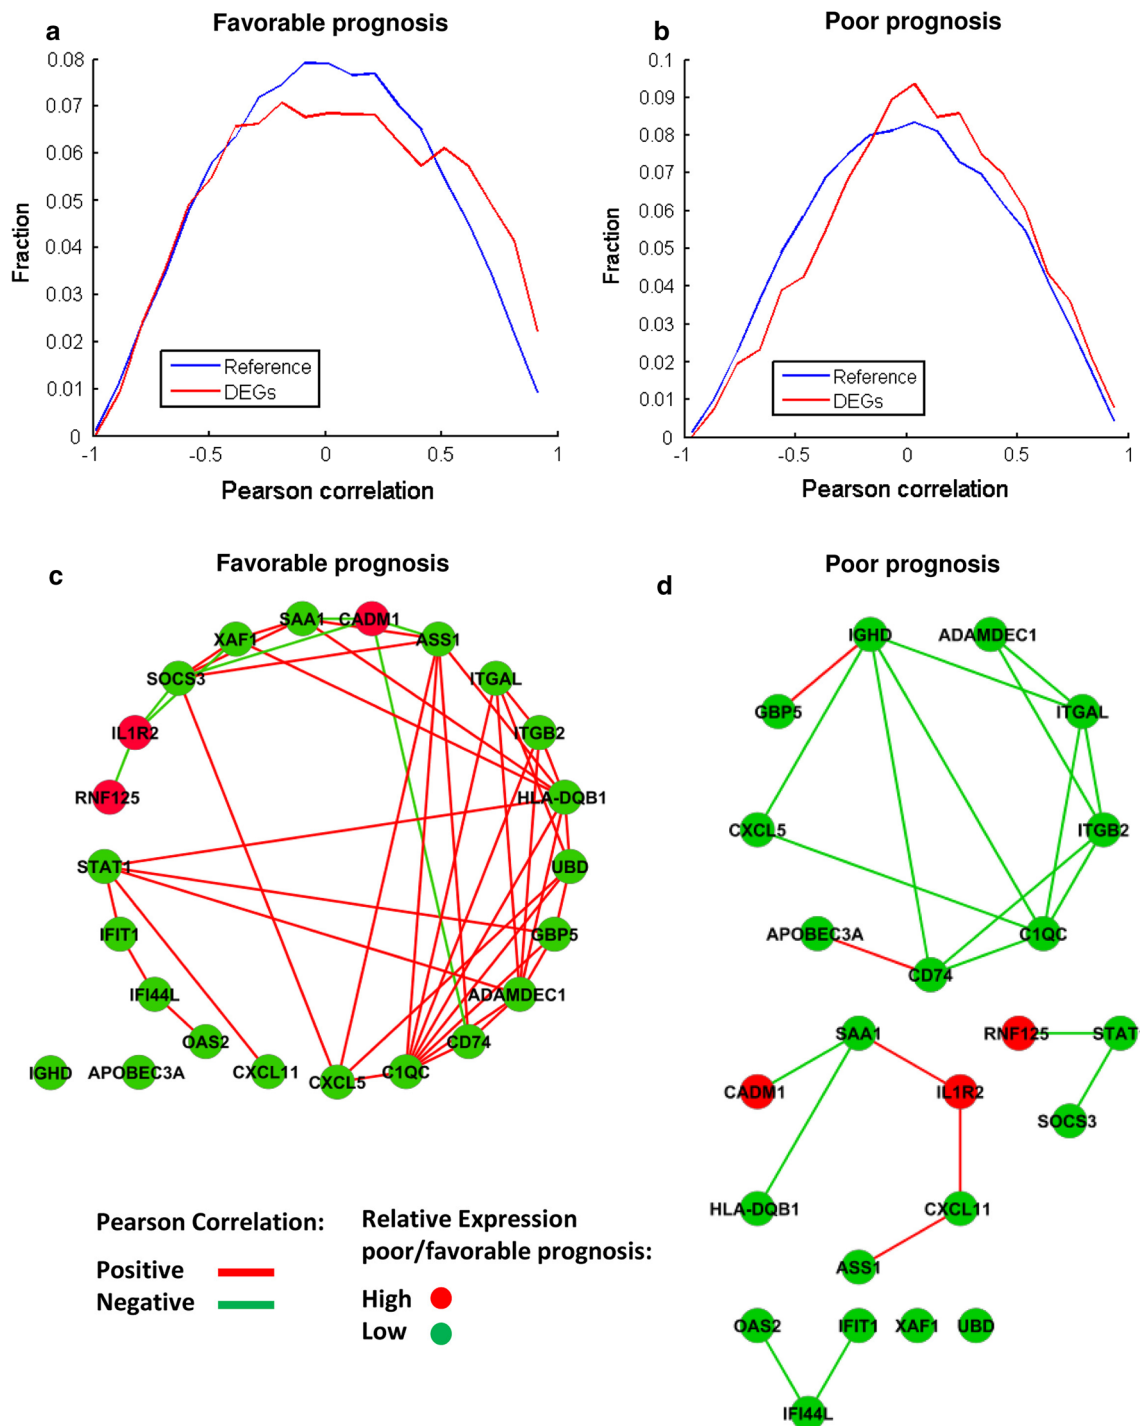 a
Favorable prognosis
0.08
0.07
0.06
0.05
0.04
0.03
0.02
0.01
0
Fraction
Reference
DEGs
-1
-0.5
0
0.5
1
Pearson correlation
b
Poor prognosis
0.1
0.09
0.08
0.07
0.06
0.05
0.04
0.03
0.02
0.01
0
Fraction
Reference
DEGs
-1
-0.5
0
0.5
1
Pearson correlation
c
Favorable prognosis
SAA1
CADM1
XAF1
ASS1
SOCS3
ITGAL
IL1R2
ITGB2
RNF125
HLA-DQB1
STAT1
UBD
IFIT1
GBP5
IFI44L
ADAMDEC1
OAS2
CD74
IGHD
APOBEC3A
CXCL11
CXCL5
C1QC
Pearson Correlation:
Positive
Negative
Relative Expression
poor/favorable prognosis:
High
Low
d
Poor prognosis
IGHD
ADAMDEC1
GBP5
ITGAL
CXCL5
ITGB2
APOBEC3A
C1QC
CD74
SAA1
RNF125
STAT
CADM1
IL1R2
SOCS3
HLA-DQB1
CXCL11
ASS1
OAS2
IFIT1
XAF1
UBD
IFI44L